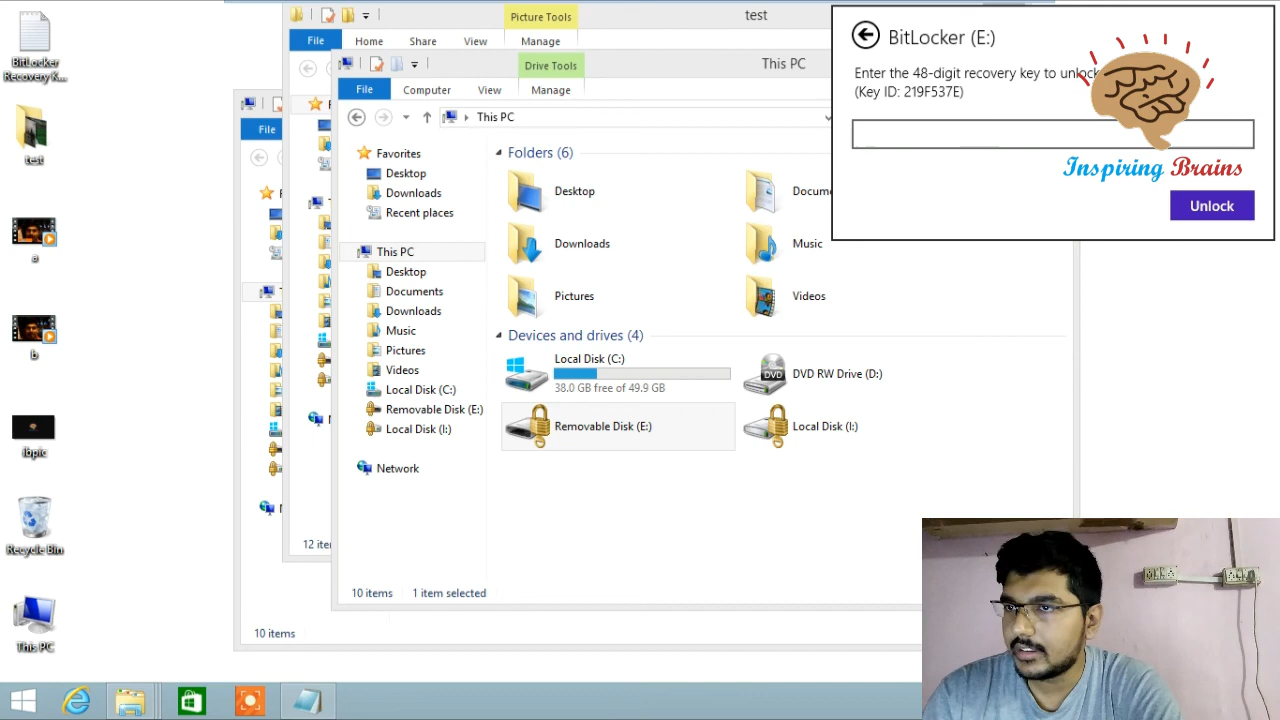 BitLocker
Recovery K...
test
a
b
ibpic
Recycle Bin
This PC
File
10 items
Picture Tools
test
File
Home
Share
View
Manage
12 ite
Drive Tools
This PC
File
Computer
View
Manage
This PC
Favorites
Desktop
Downloads
Recent places
This PC
Desktop
Documents
Downloads
Music
Pictures
Videos
Local Disk (C:)
Removable Disk (E:)
Local Disk (I:)
Network
Folders (6)
Desktop
Docume
Downloads
Music
Pictures
Videos
Devices and drives (4)
Local Disk (C:)
38.0 GB free of 49.9 GB
DVD
DVD RW Drive (D:)
Removable Disk (E:)
Local Disk (I:)
10 items
1 item selected
BitLocker (E:)
Enter the 48-digit recovery key to unlock
(Key ID: 219F537E)
Inspiring Brains
Unlock